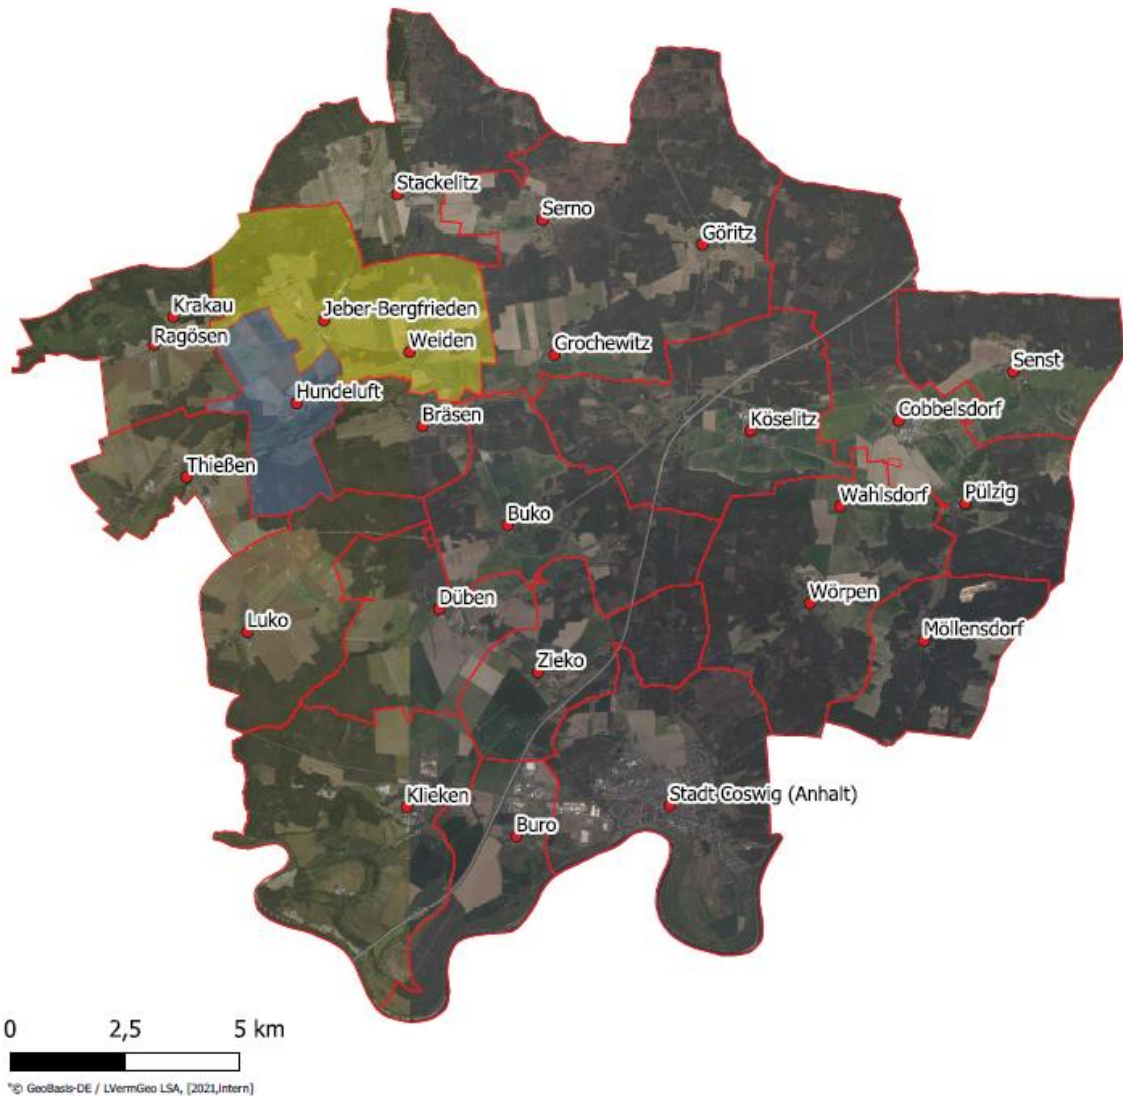 Stackelitz
Serno
Göritz
Krakau
Jeber-Bergfrieden
Ragösen
Weiden
Grochewitz
Senst
Hundeluft
Bräsen
Köselitz
Cobbelsdorf
Thießen
Wahlsdorf
Pülzig
Buko
Düben
Wörpen
Luko
Möllensdorf
Zieko
Klieken
Stadt Coswig (Anhalt)
Buro
0 2,5 5 km
"© GeoBasis-DE / LVermGeo LSA, [2021,intern]